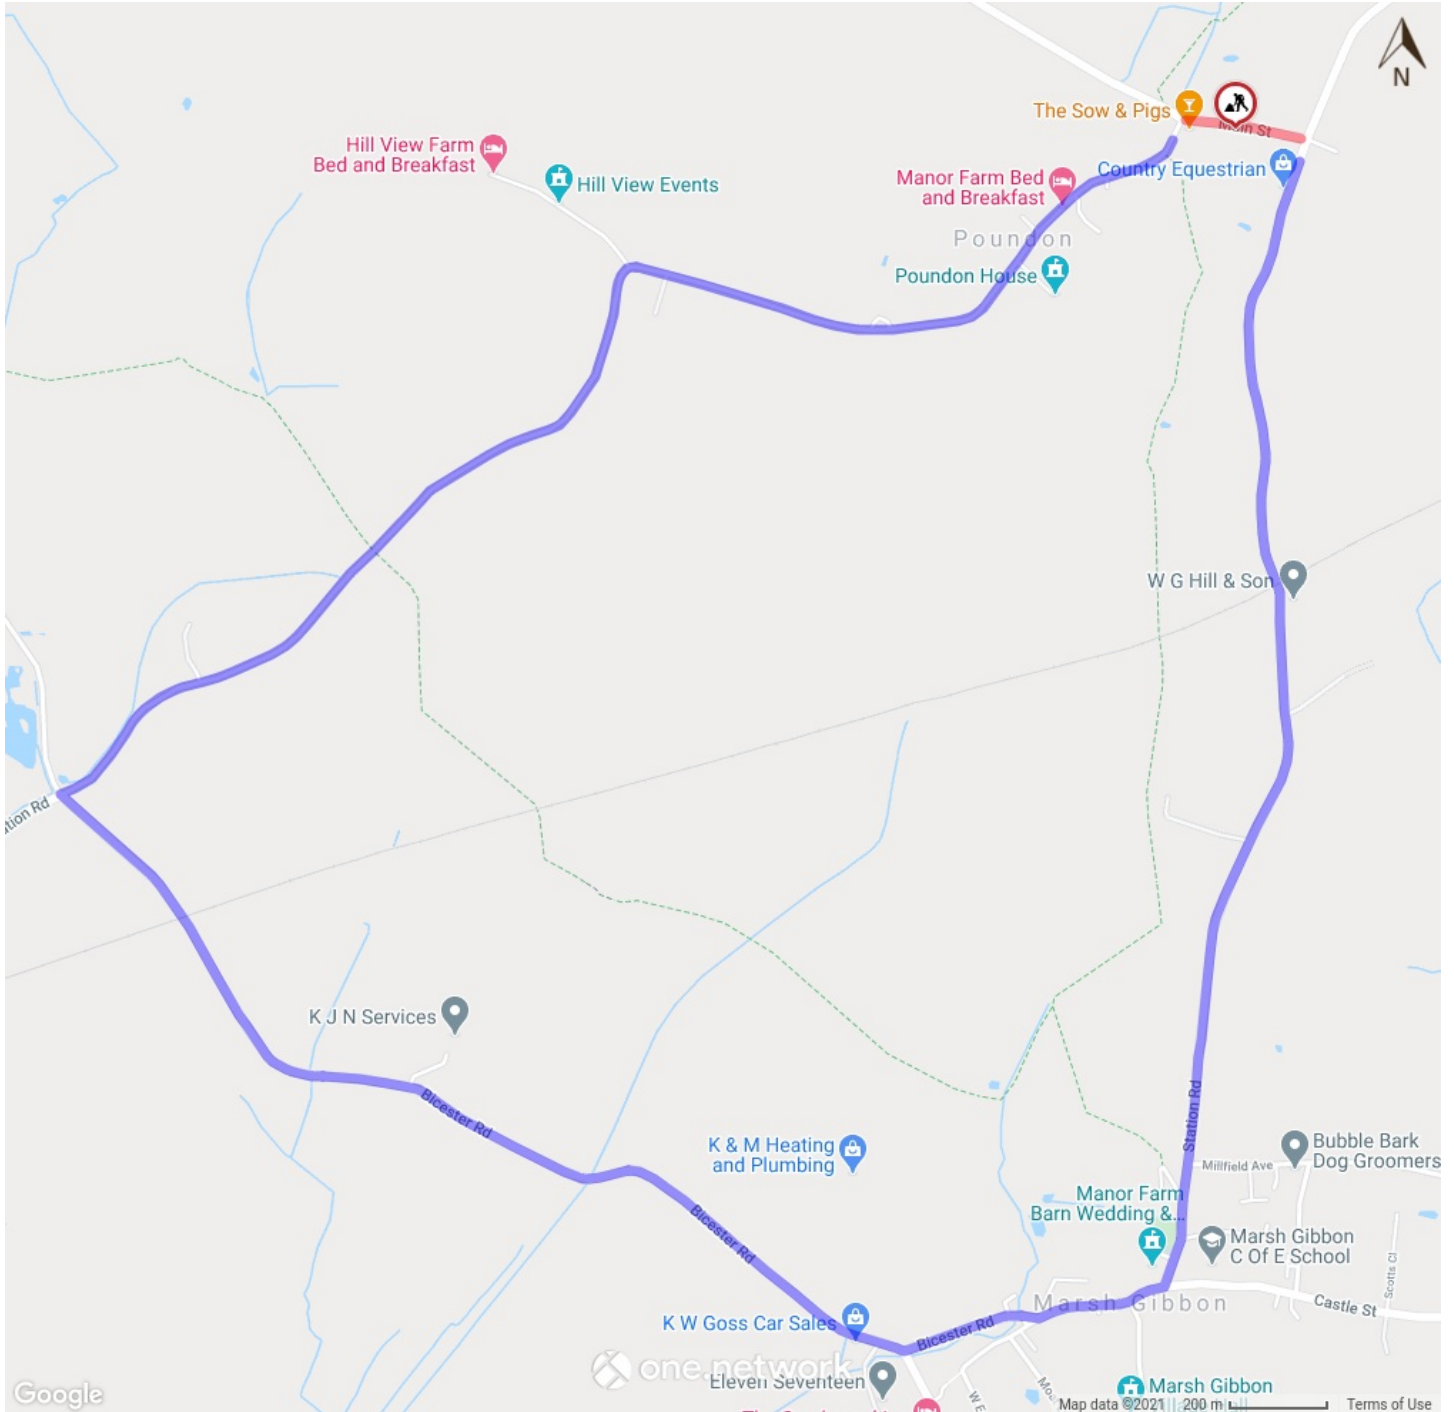 N
The Sow & Pigs
Main St
Hill View Farm
Bed and Breakfast
Hill View Events
Country Equestrian
Manor Farm Bed
and Breakfast
Poundon
Poundon House
W G Hill & Son
tion Rd
K J N Services
Bicester Rd
Station Rd
K & M Heating
and Plumbing
Bubble Bark
Dog Groomers
Millfield Ave
Manor Farm
Barn Wedding &...
Bicester Rd
Marsh Gibbon
C Of E School
Scotts Cl
Marsh Gibbon
Castle St
K W Goss Car Sales
Bicester Rd
one.network
Eleven Seventeen
Marsh Gibbon
Google
Map data ©2021
200 m
Terms of Use